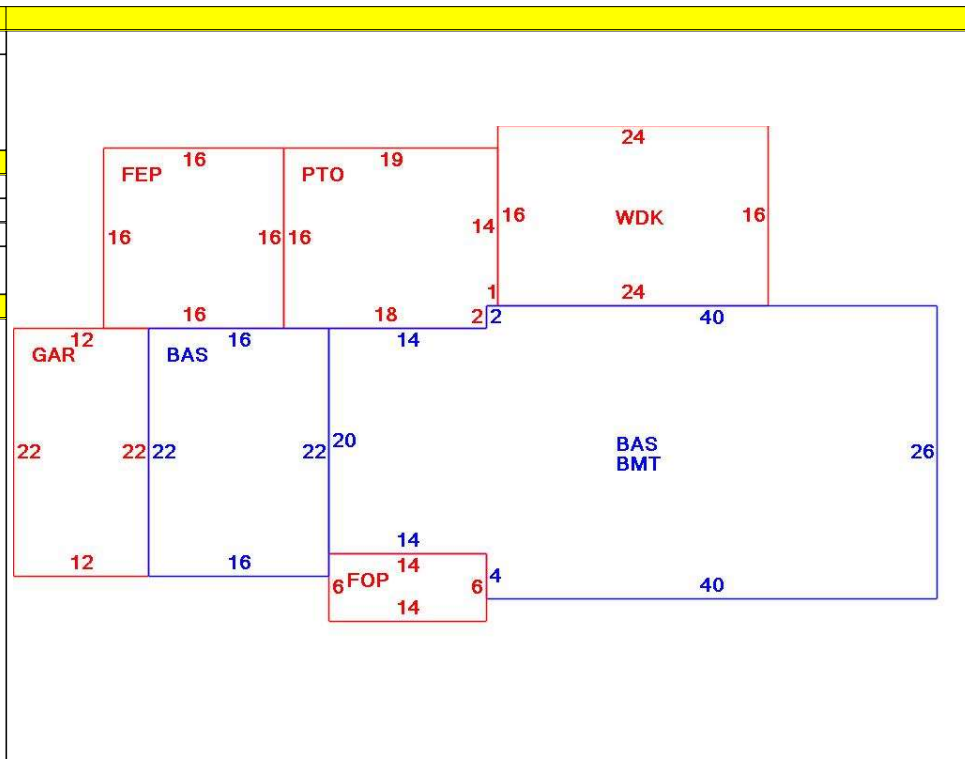 24
16 19
FEP PTO
16 WDK 16
14
16 16 16
1 24
16 18 2 2 40
12 16 14
GAR BAS
20
22 22 22 22 BAS 26
BMT
14
12 16 14
4
6 FOP 6 40
14